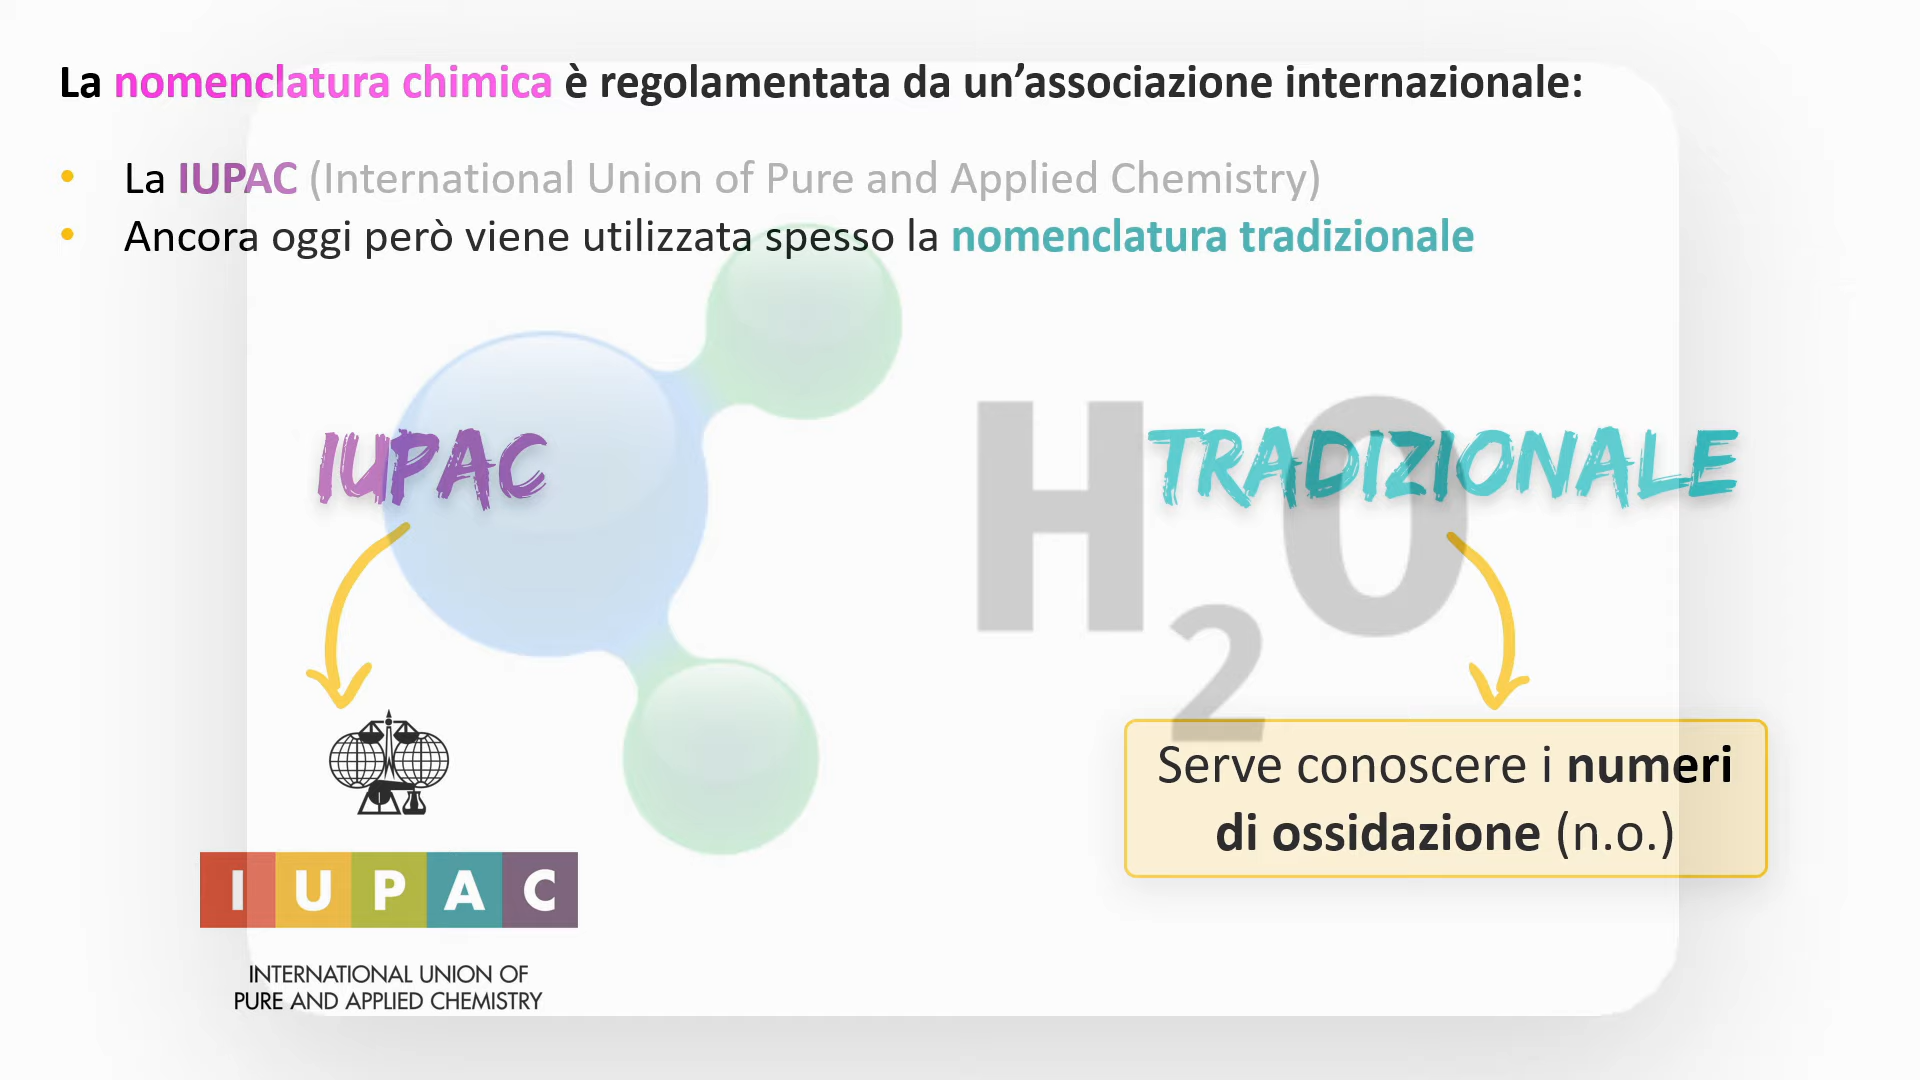 La nomenclatura chimica è regolamentata da un’associazione internazionale:
• La IUPAC (International Union of Pure and Applied Chemistry)
• Ancora oggi però viene utilizzata spesso la nomenclatura tradizionale
IUPAC
TRADIZIONALE
H2O
Serve conoscere i numeri
di ossidazione (n.o.)
I U P A C
INTERNATIONAL UNION OF
PURE AND APPLIED CHEMISTRY